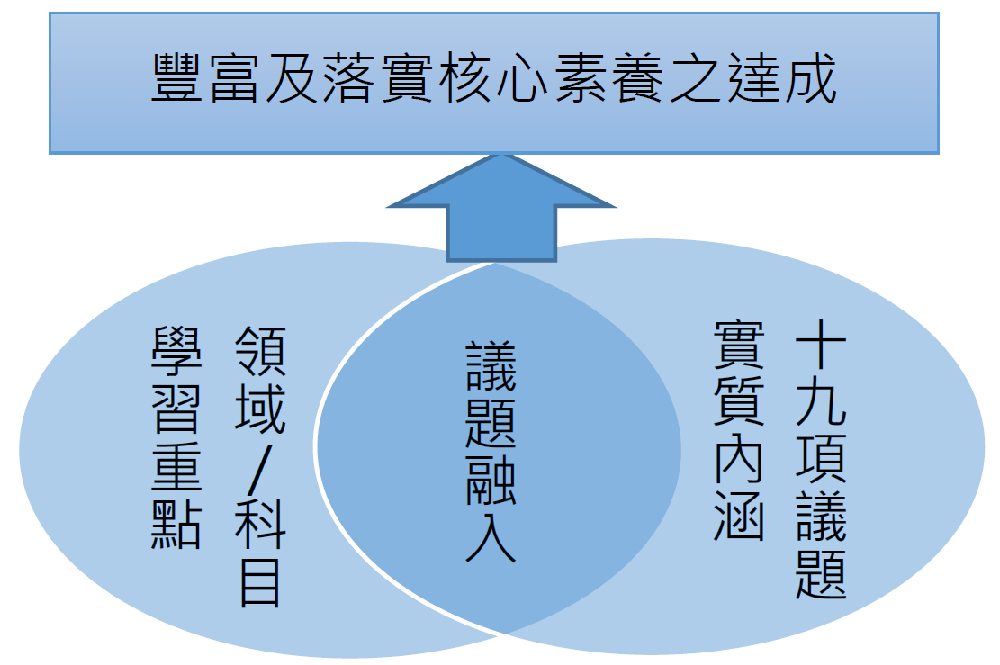 豐富及落實核心素養之達成
領域/科目
學習重點
議題融入
十九項議題
實質內涵